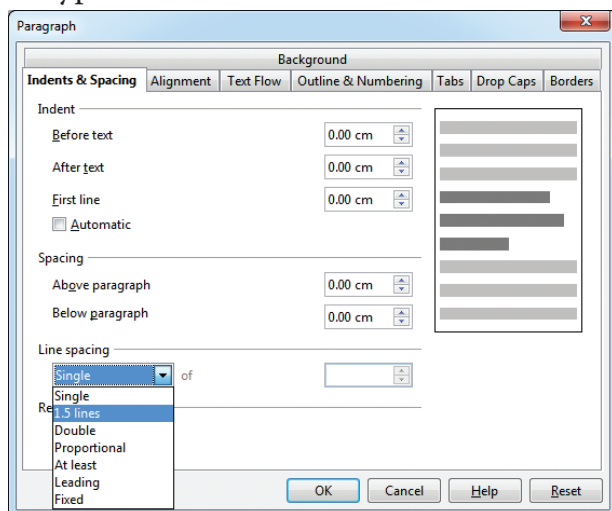 Paragraph
Background
Indents & Spacing Alignment Text Flow Outline & Numbering Tabs Drop Caps Borders
Indent
Before text 0.00 cm
After text 0.00 cm
First line 0.00 cm
Automatic
Spacing
Above paragraph 0.00 cm
Below paragraph 0.00 cm
Line spacing
Single of
Single
Re
1.5 lines
Double
Proportional
At least
Leading
Fixed
OK Cancel Help Reset